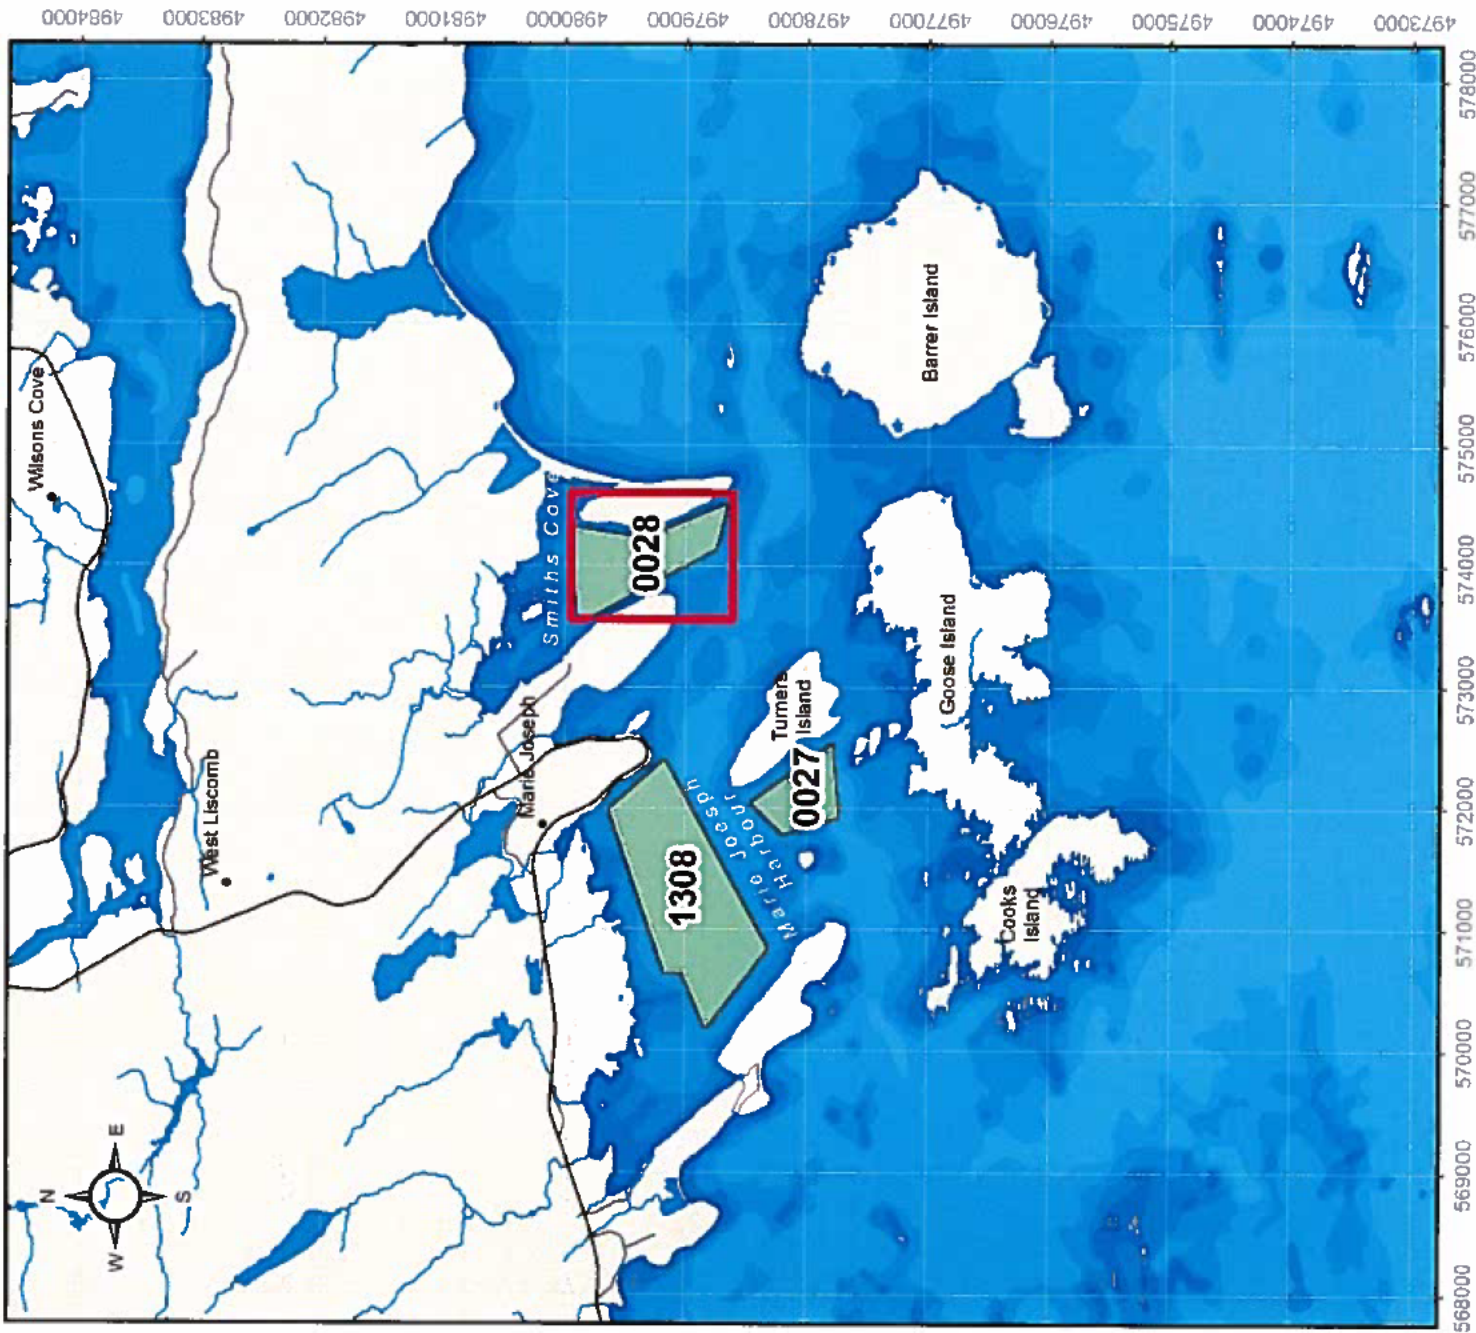 4984000
4983000
4982000
4981000
4980000
4979000
4978000
4977000
4976000
4975000
4974000
4973000
578000
577000
576000
575000
574000
573000
572000
571000
570000
569000
568000
N
E
S
W
Wilsons Cove
West Liscomb
Marie Joseph
Smiths Cove
0028
1308
0027
Marie Joesph
Harbour
Turners
Island
Barrer Island
Goose Island
Cooks
Island